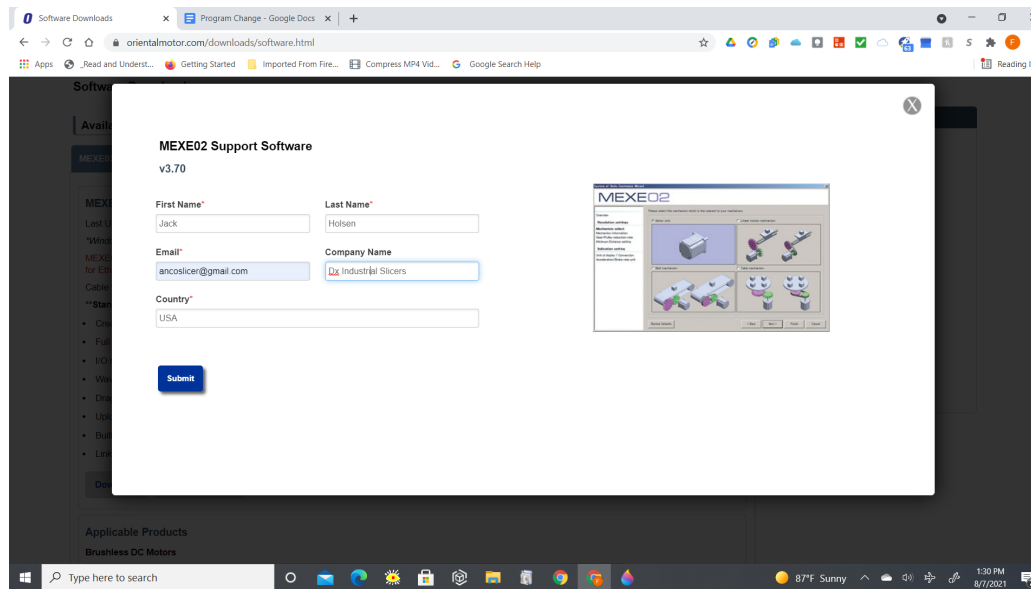 Software Downloads
Program Change - Google Docs
orientalmotor.com/downloads/software.html
Apps
_Read and Underst...
Getting Started
Imported From Fire...
Compress MP4 Vid...
Google Search Help
Reading
Softwa
Availa
X
MEXE02 Support Software
v3.70
First Name*
Last Name*
Jack
Holsen
Email*
Company Name
ancoslicer@gmail.com
Dx Industrial Slicers
Country*
USA
Submit
MEXE02
Applicable Products
Brushless DC Motors
Type here to search
87°F Sunny
1:30 PM
8/7/2021